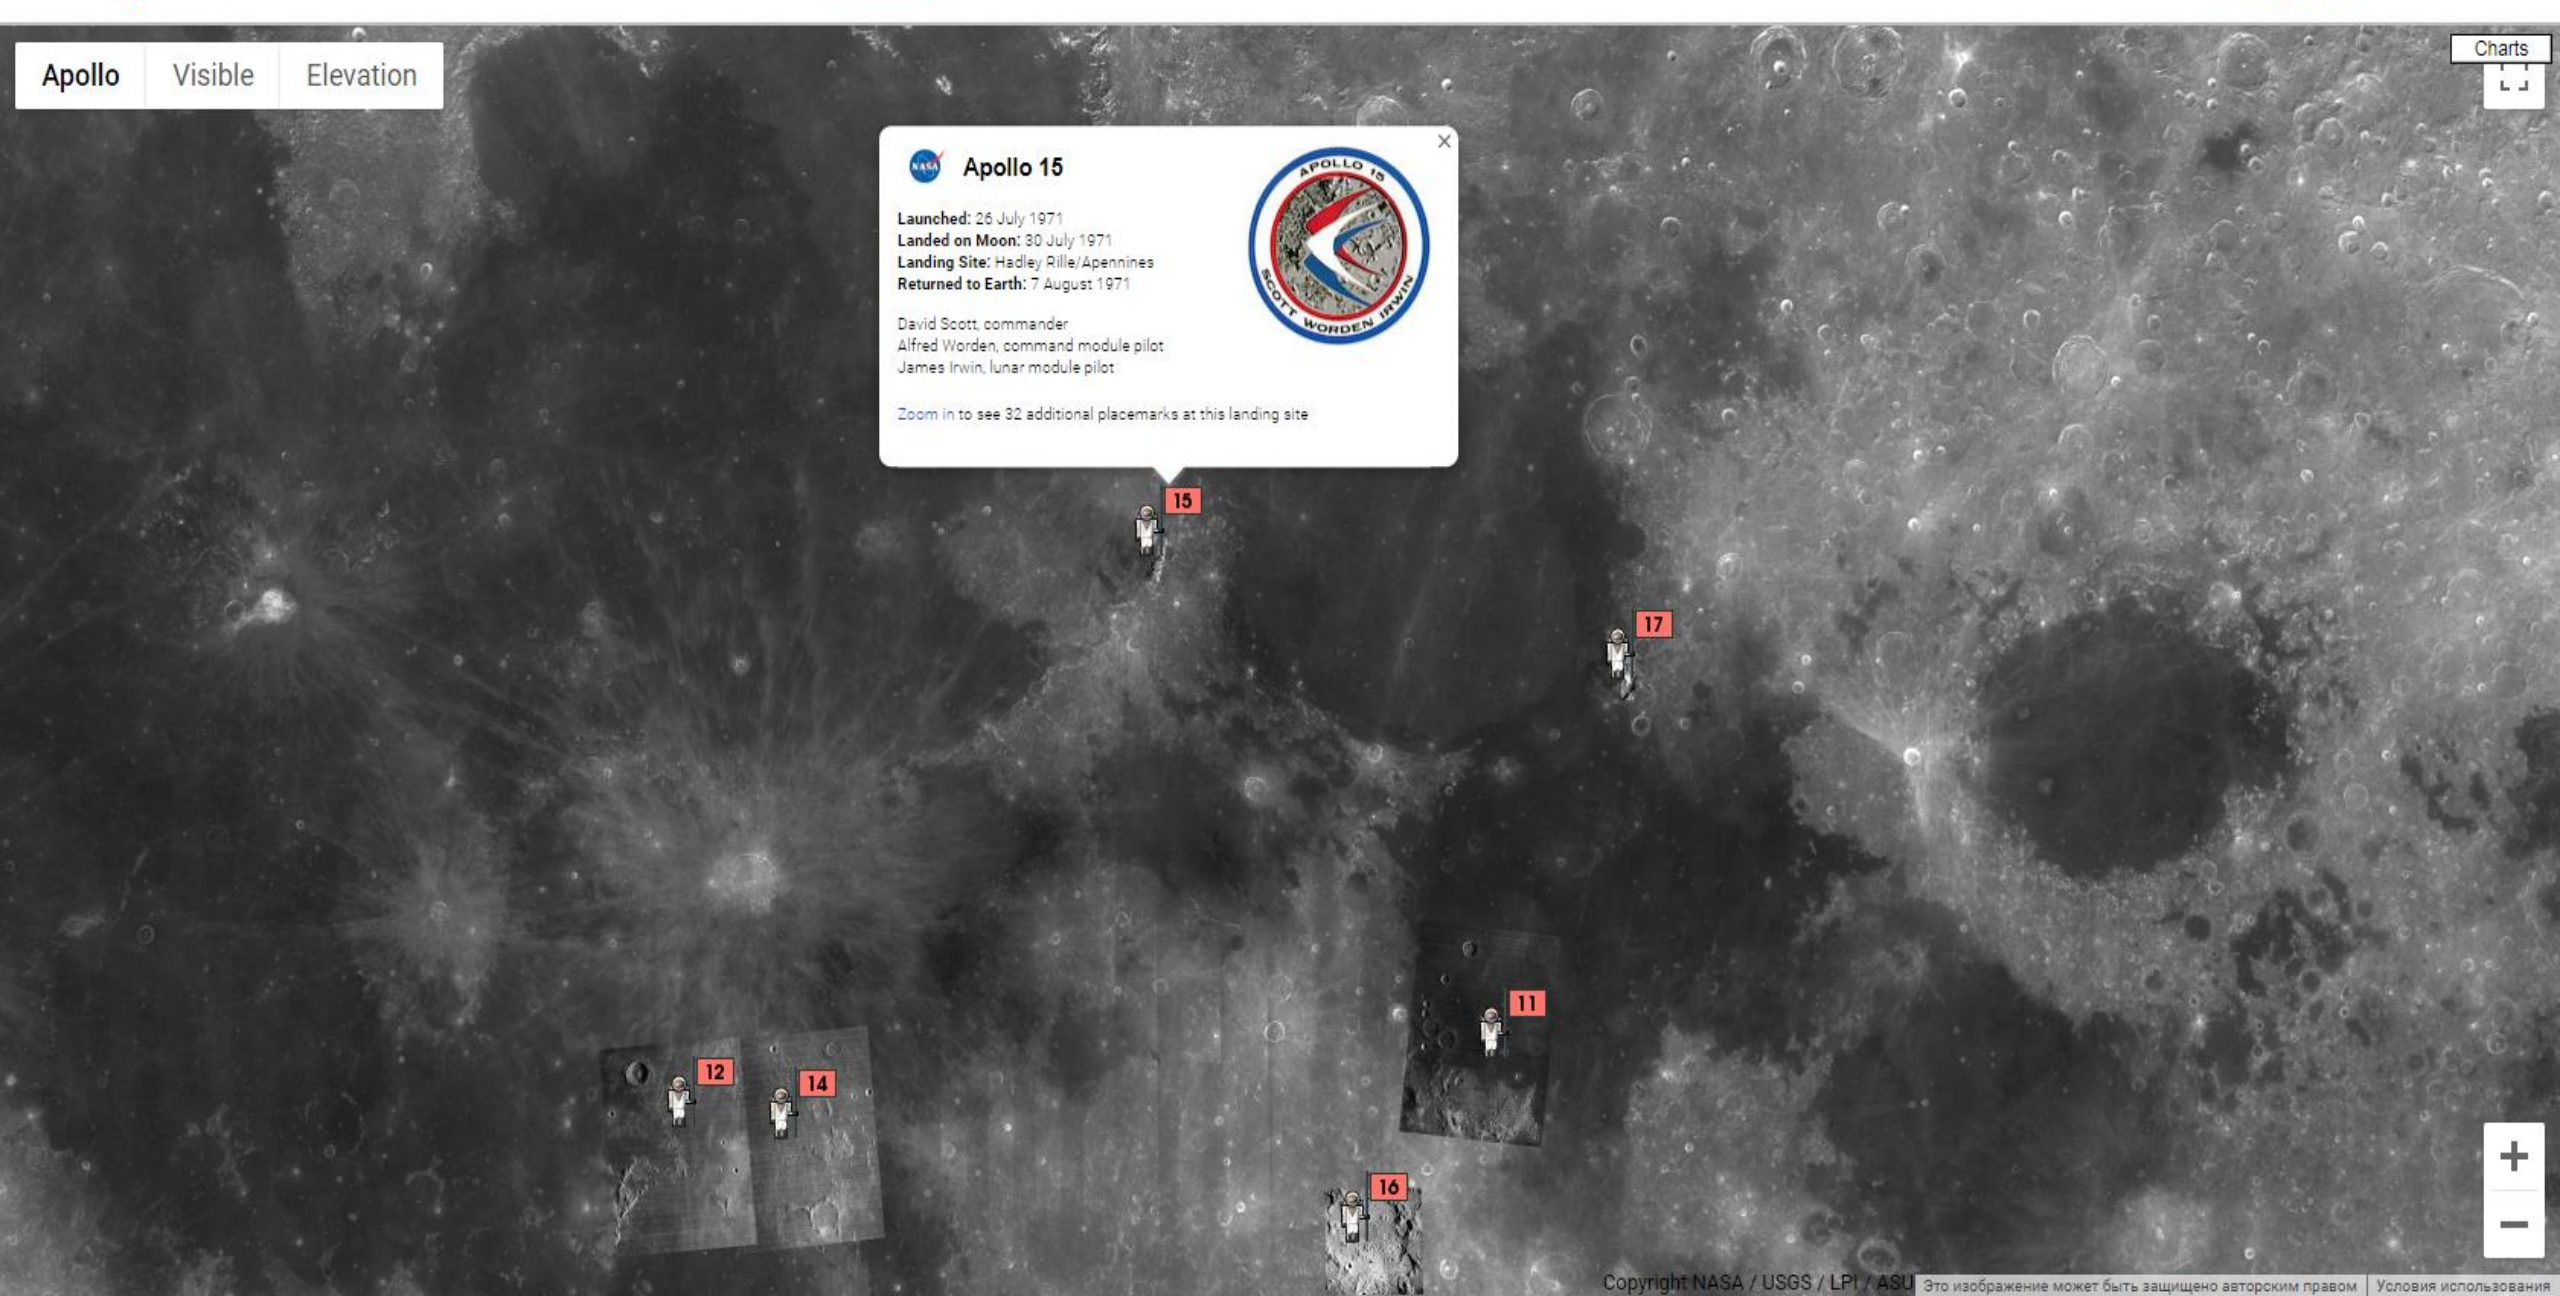 Apollo Visible Elevation
Charts
NASA
Apollo 15
APOLLO 15
SCOTT WORDEN IRWIN
Launched: 26 July 1971
Landed on Moon: 30 July 1971
Landing Site: Hadley Rille/Apennines
Returned to Earth: 7 August 1971
David Scott, commander
Alfred Worden, command module pilot
James Irwin, lunar module pilot
Zoom in to see 32 additional placemarks at this landing site
15
17
11
12
14
16
Copyright NASA / USGS / LPI / ASU
Это изображение может быть защищено авторским правом
Условия использования